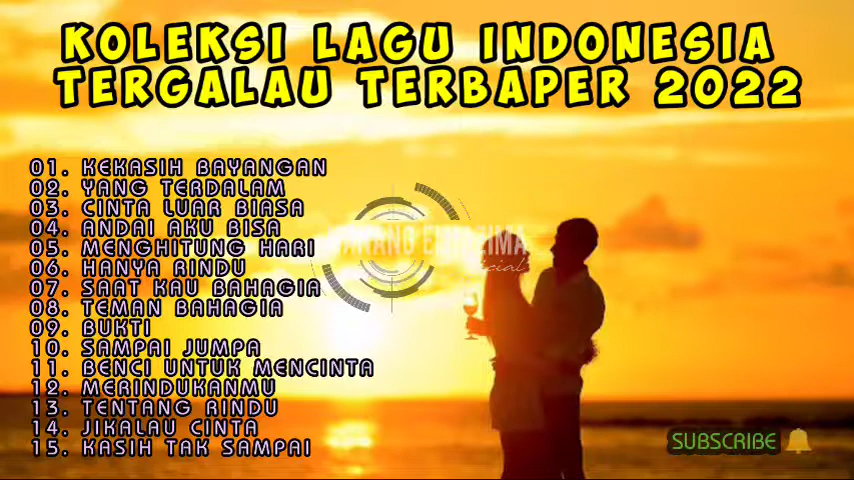 KOLEKSI LAGU INDONESIA
TERGALAU TERBAPER 2022
01. KEKASIH BAYANGAN
02. YANG TERDALAM
03. CINTA LUAR BIASA
04. ANDAI AKU BISA
05. MENGHITUNG HARI
06. HANYA RINDU
07. SAAT KAU BAHAGIA
08. TEMAN BAHAGIA
09. BUKTI
10. SAMPAI JUMPA
11. BENCI UNTUK MENCINTA
12. MERINDUKANMU
13. TENTANG RINDU
14. JIKALAU CINTA
15. KASIH TAK SAMPAI
SUBSCRIBE